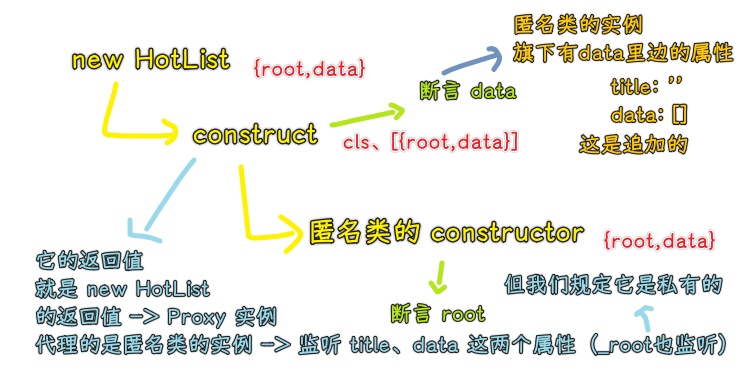 new HotList
{root,data}
匿名类的实例
旗下有data里边的属性
title: ''
data: []
这是追加的
断言 data
construct
cls、[{root,data}]
匿名类的 constructor
{root,data}
它的返回值
就是 new HotList
的返回值 -> Proxy 实例
代理的是匿名类的实例 -> 监听 title、data 这两个属性（_root也监听)
断言 root
但我们规定它是私有的